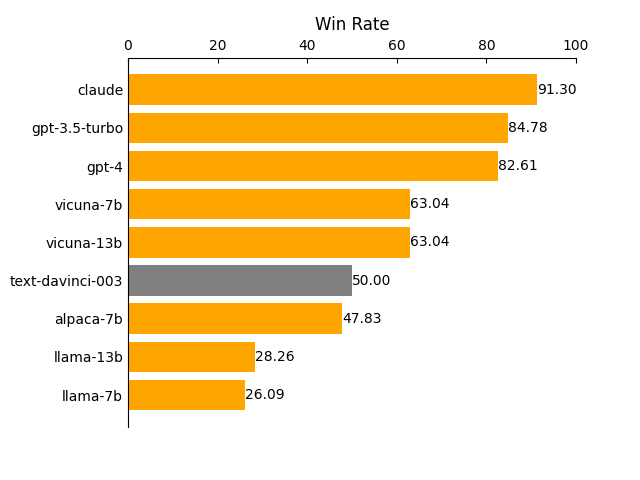 Win Rate
0 20 40 60 80 100
claude 91.30
gpt-3.5-turbo 84.78
gpt-4 82.61
vicuna-7b 63.04
vicuna-13b 63.04
text-davinci-003 50.00
alpaca-7b 47.83
llama-13b 28.26
llama-7b 26.09